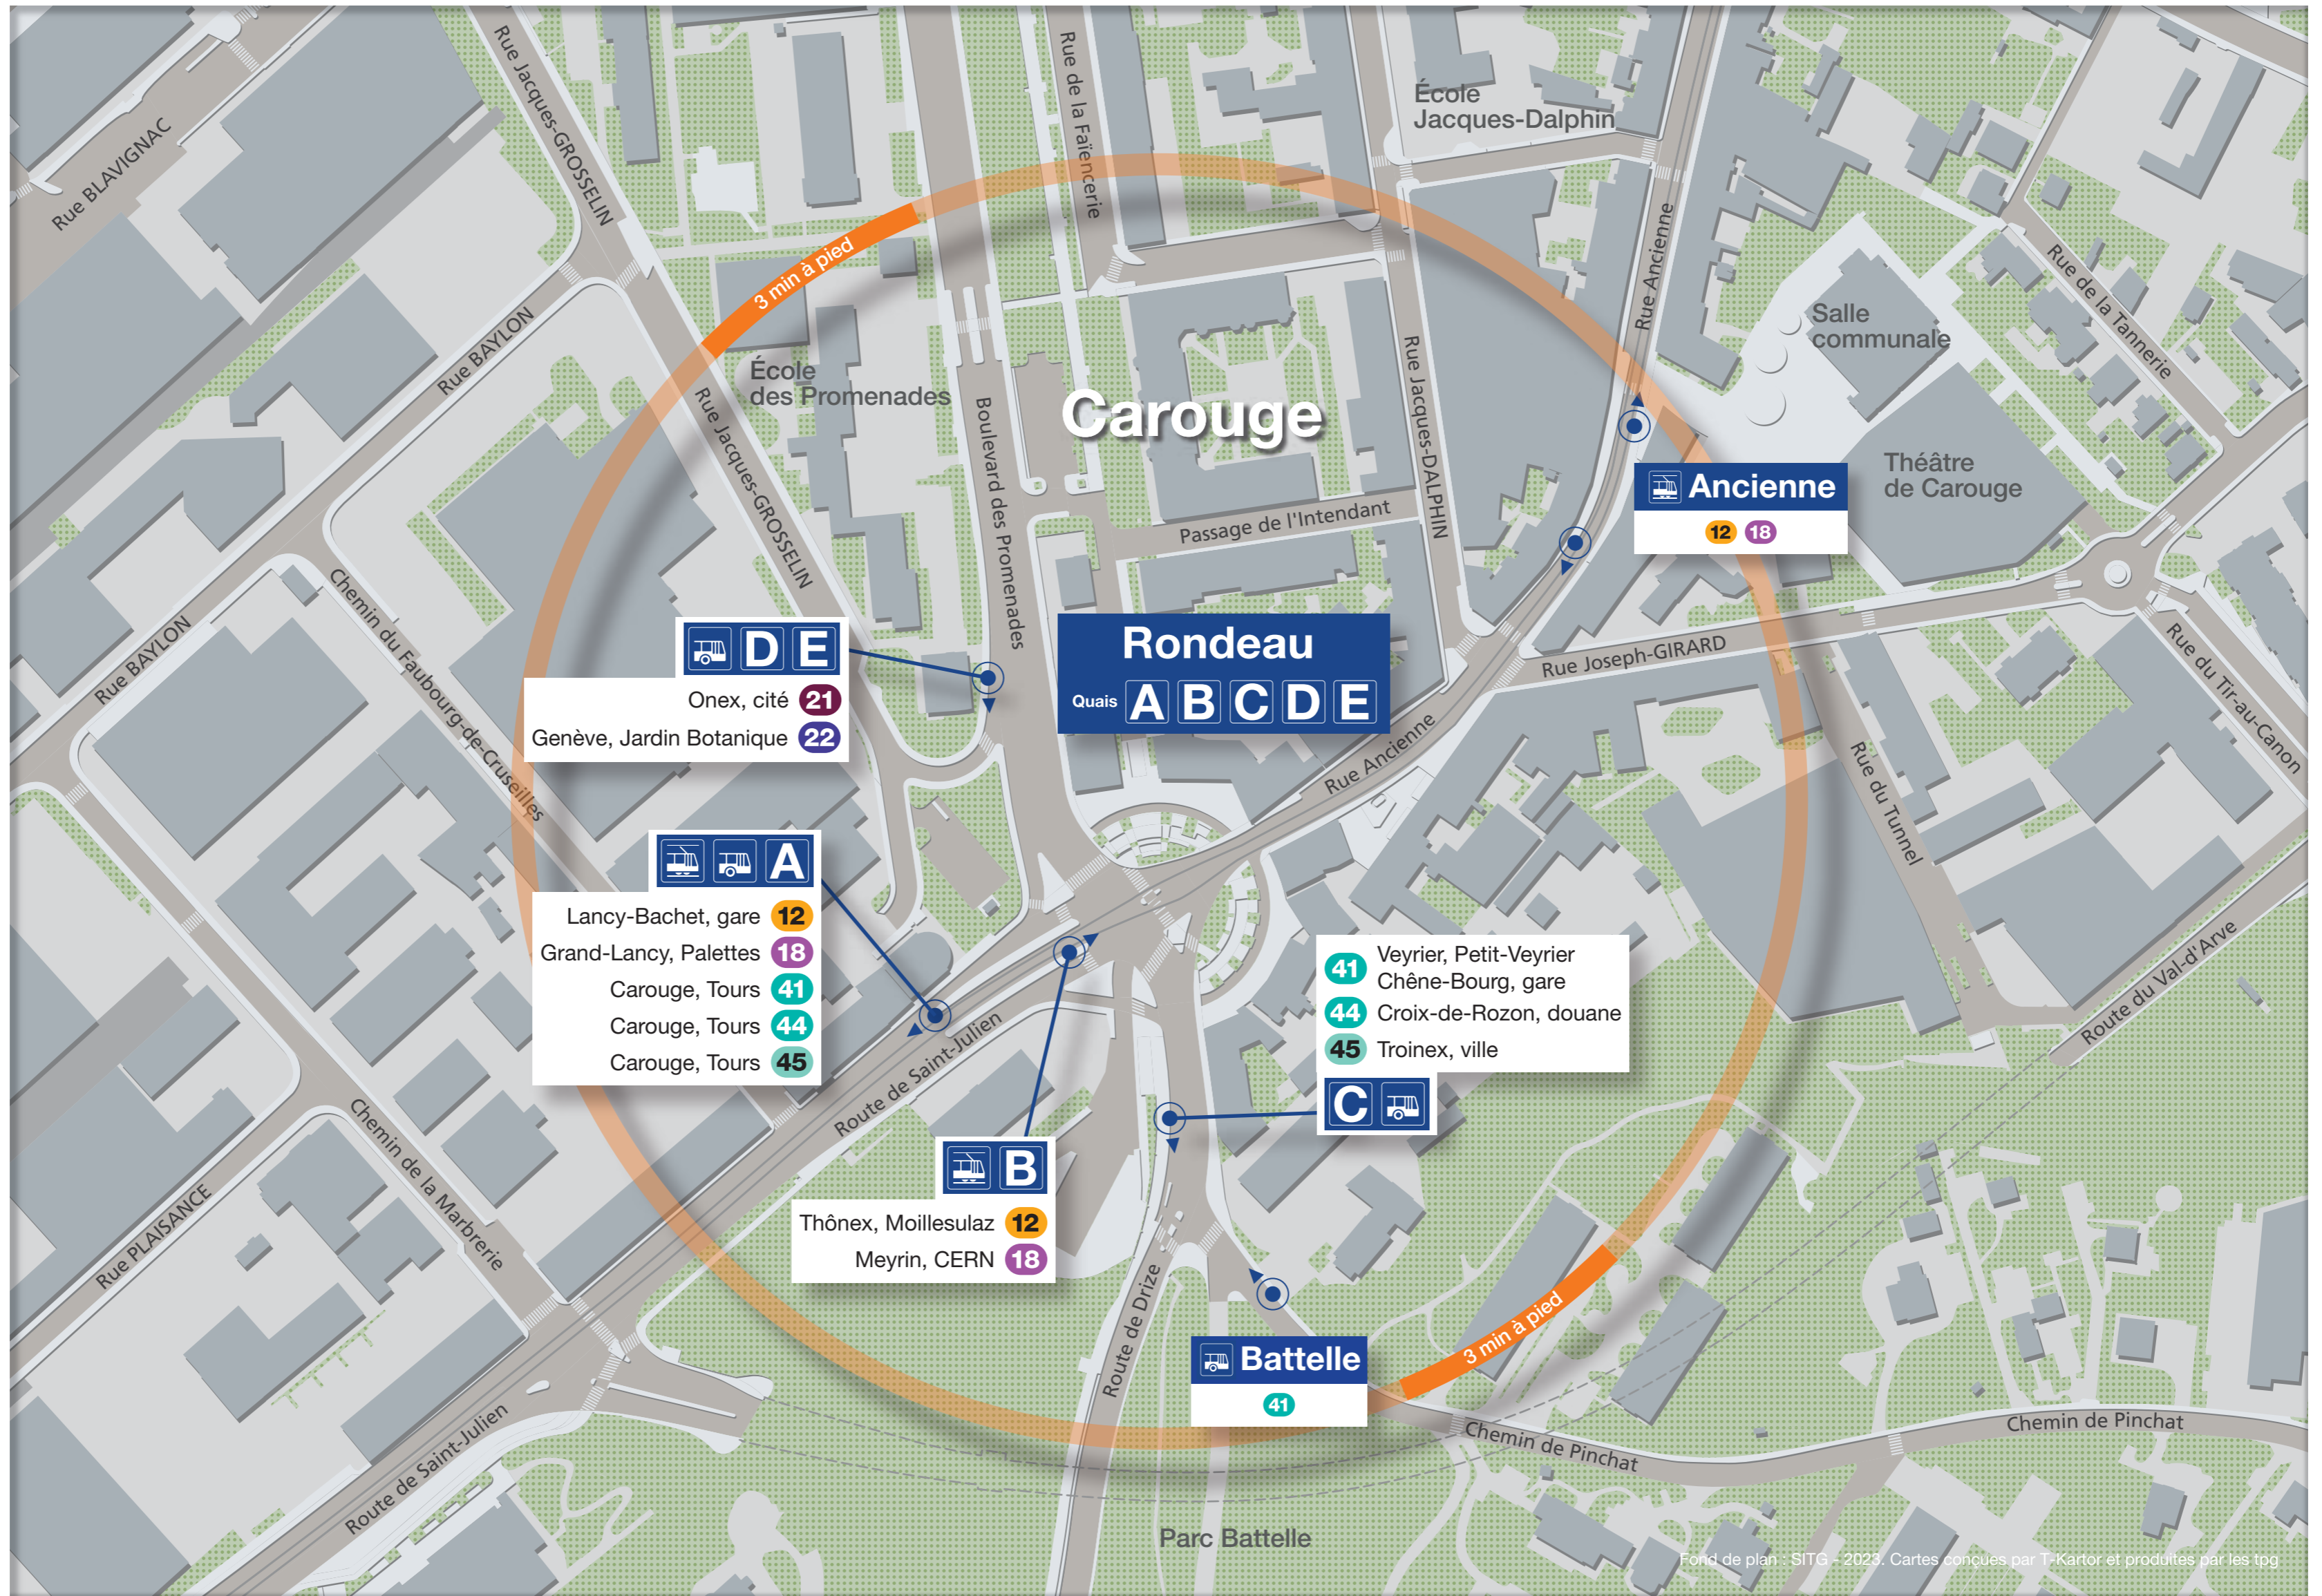 Rue BLAVIGNAC
Rue Jacques-GROSSELIN
Rue de la Faïencerie
École
Jacques-Dalphin
Rue Ancienne
3 min à pied
Salle
communale
Rue de la Tannerie
Rue BAYLON
École
des Promenades
Rue Jacques-GROSSELIN
Boulevard des Promenades
Carouge
Rue Jacques-DALPHIN
Passage de l'Intendant
Ancienne
12 18
Théâtre
de Carouge
Rue BAYLON
Chemin du Faubourg-de-Cruseilles
D E
Onex, cité 21
Genève, Jardin Botanique 22
Rondeau
Quais A B C D E
Rue Joseph-GIRARD
Rue du Tir-au-Canon
Rue Ancienne
Rue du Tunnel
A
Lancy-Bachet, gare 12
Grand-Lancy, Palettes 18
Carouge, Tours 41
Carouge, Tours 44
Carouge, Tours 45
41 Veyrier, Petit-Veyrier
Chêne-Bourg, gare
44 Croix-de-Rozon, douane
45 Troinex, ville
C
Route du Val-d'Arve
Route de Saint-Julien
B
Thônex, Moillesulaz 12
Meyrin, CERN 18
Chemin de la Marbrerie
Rue PLAISANCE
Route de Drize
3 min à pied
Battelle
41
Chemin de Pinchat
Chemin de Pinchat
Route de Saint-Julien
Parc Battelle
Fond de plan : SITG - 2023. Cartes conçues par T-Kartor et produites par les tpg